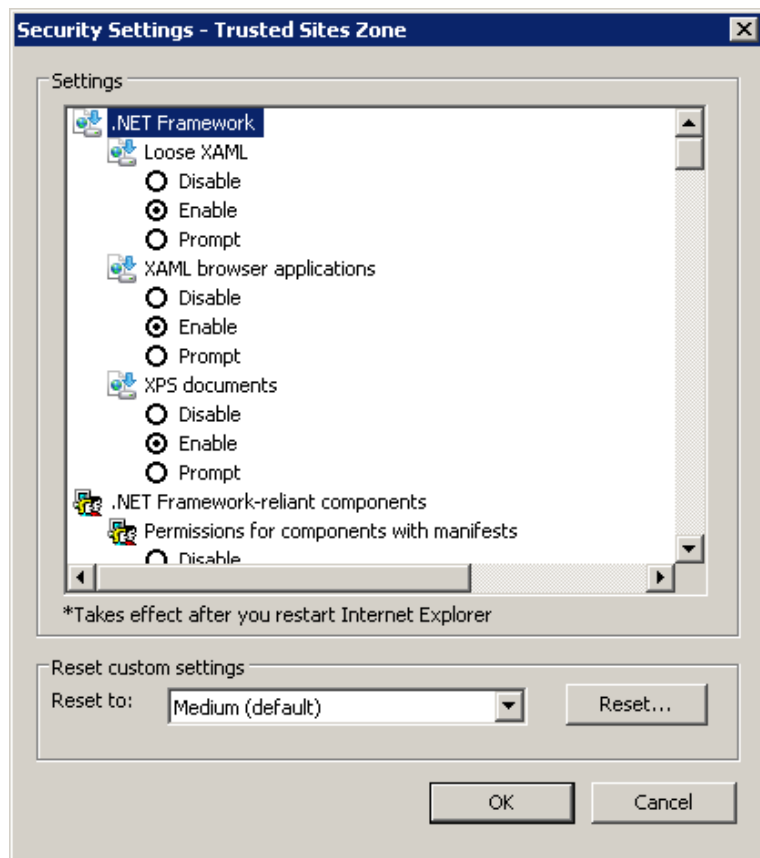 Security Settings - Trusted Sites Zone
Settings
.NET Framework
Loose XAML
Disable
Enable
Prompt
XAML browser applications
Disable
Enable
Prompt
XPS documents
Disable
Enable
Prompt
.NET Framework-reliant components
Permissions for components with manifests
Disable
*Takes effect after you restart Internet Explorer
Reset custom settings
Reset to: Medium (default) Reset...
OK Cancel